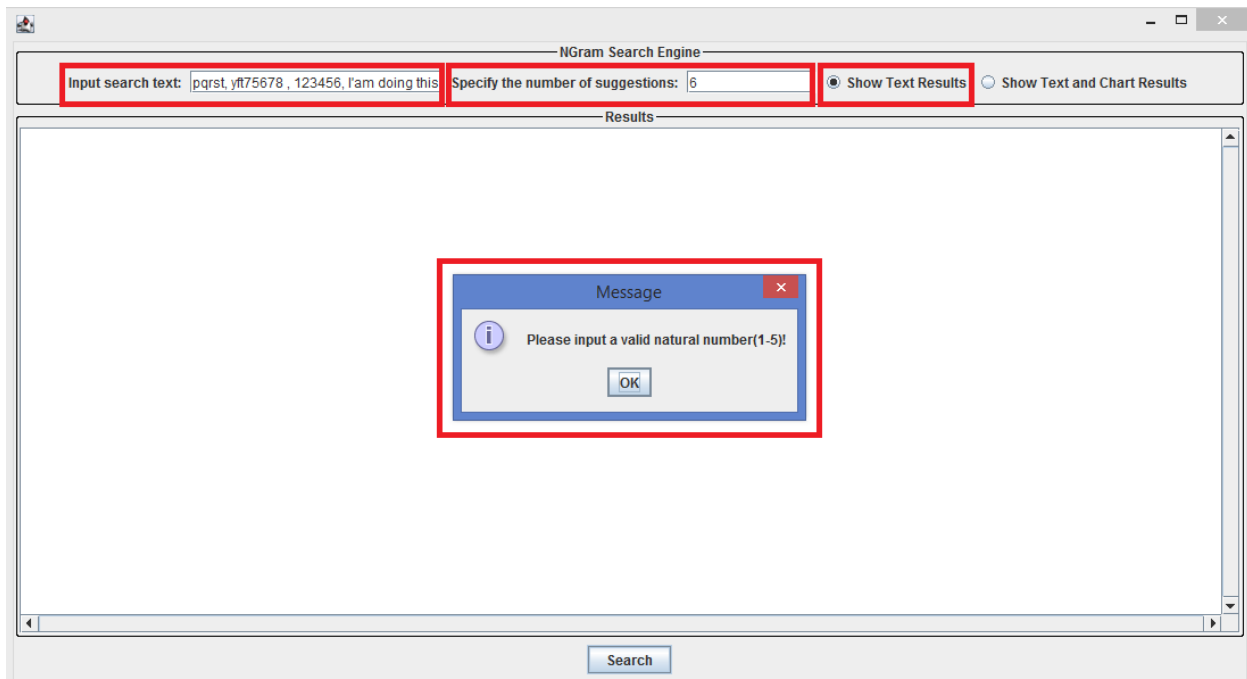 NGram Search Engine
Input search text: pqrst, yft75678 , 123456, I'am doing this Specify the number of suggestions: 6 Show Text Results Show Text and Chart Results
Results
Message
Please input a valid natural number(1-5)!
OK
Search